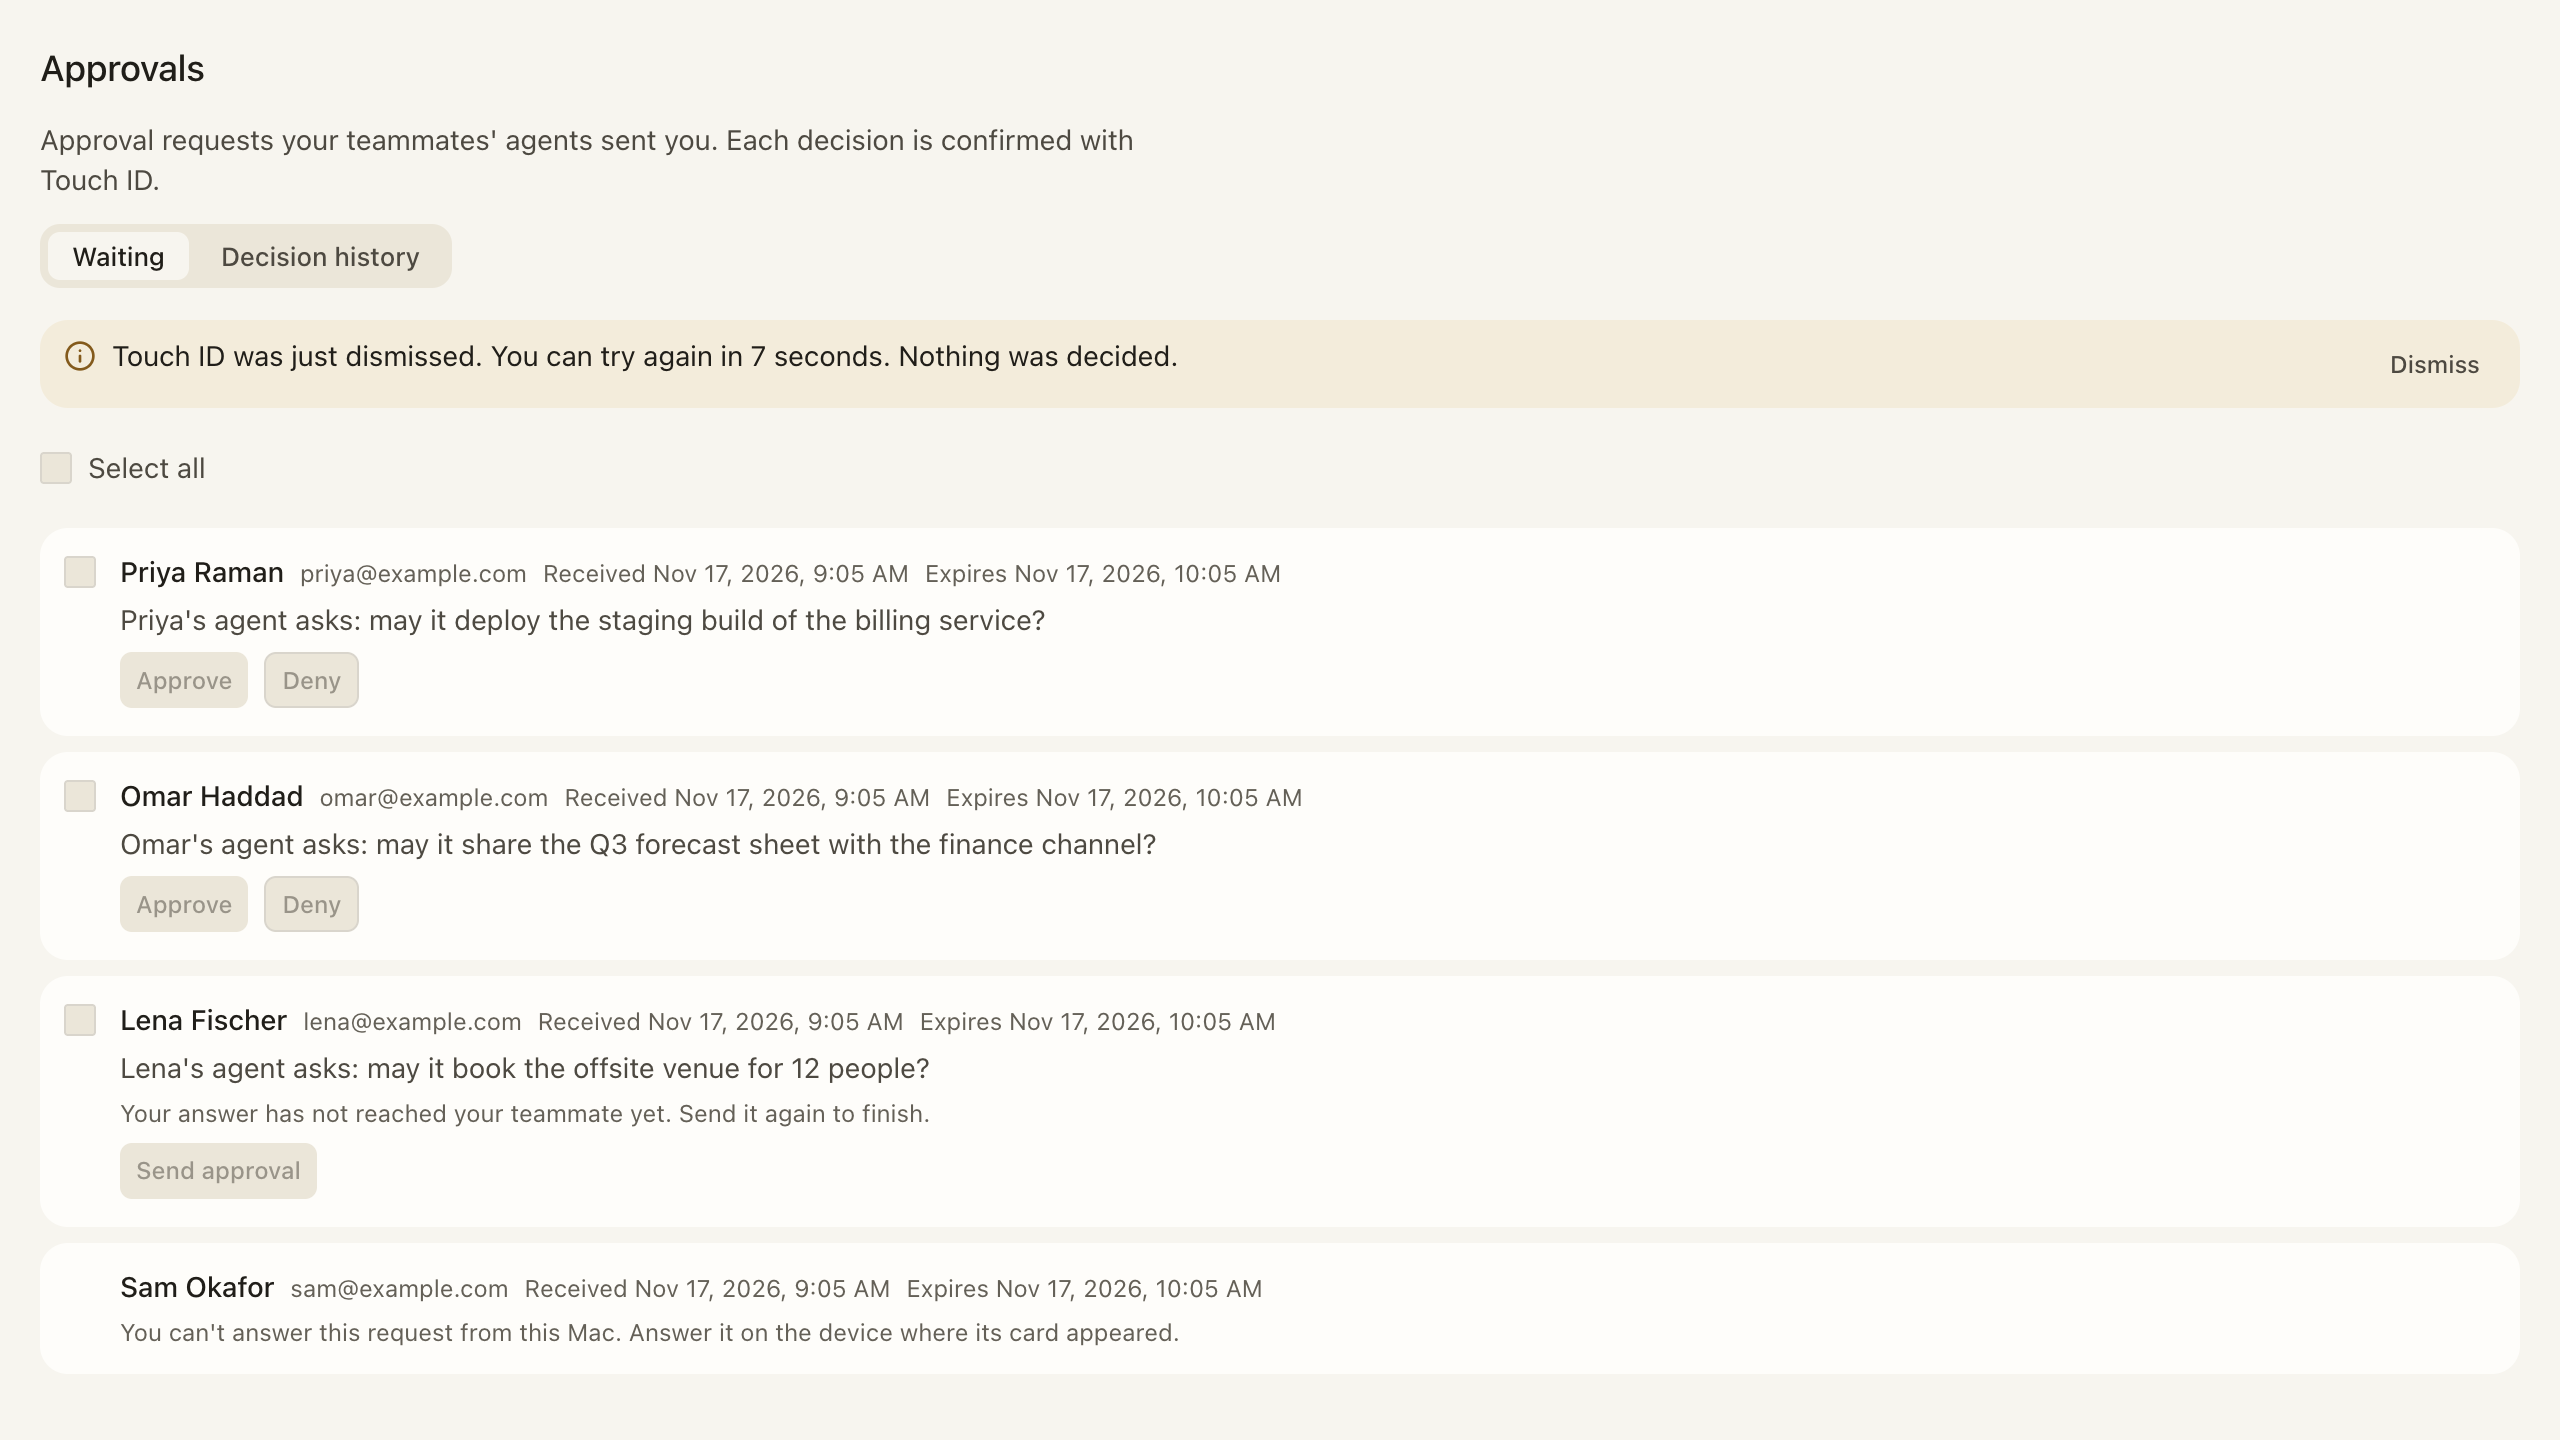 Approvals
Approval requests your teammates' agents sent you. Each decision is confirmed with
Touch ID.
Waiting Decision history
Touch ID was just dismissed. You can try again in 7 seconds. Nothing was decided. Dismiss
Select all
Priya Raman priya@example.com Received Nov 17, 2026, 9:05 AM Expires Nov 17, 2026, 10:05 AM
Priya's agent asks: may it deploy the staging build of the billing service?
Approve Deny
Omar Haddad omar@example.com Received Nov 17, 2026, 9:05 AM Expires Nov 17, 2026, 10:05 AM
Omar's agent asks: may it share the Q3 forecast sheet with the finance channel?
Approve Deny
Lena Fischer lena@example.com Received Nov 17, 2026, 9:05 AM Expires Nov 17, 2026, 10:05 AM
Lena's agent asks: may it book the offsite venue for 12 people?
Your answer has not reached your teammate yet. Send it again to finish.
Send approval
Sam Okafor sam@example.com Received Nov 17, 2026, 9:05 AM Expires Nov 17, 2026, 10:05 AM
You can't answer this request from this Mac. Answer it on the device where its card appeared.